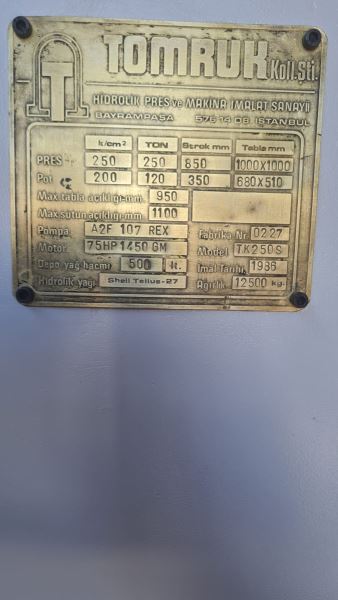 TOMRUK Koll.Şti.
HİDROLİK PRES ve MAKİNA İMALAT SANAYİİ
BAYRAMPAŞA 576 14 08 İSTANBUL
k/cm² TON Strok mm Tabla mm
PRES 250 250 850 1000X1000
Pot Ç 200 120 350 680X510
Max tabla açıklığı-mm 950
Max sütun açıklığı-mm 1100
Pompa A2F 107 REX Fabrika Nr. 0227
Motor 75HP 1450 GM Model TK250S
Depo yağ hacmi 500 lt. İmal Tarihi 1986
Hidrolik yağı Shell Tellus-27 Ağırlık 12500 kg.